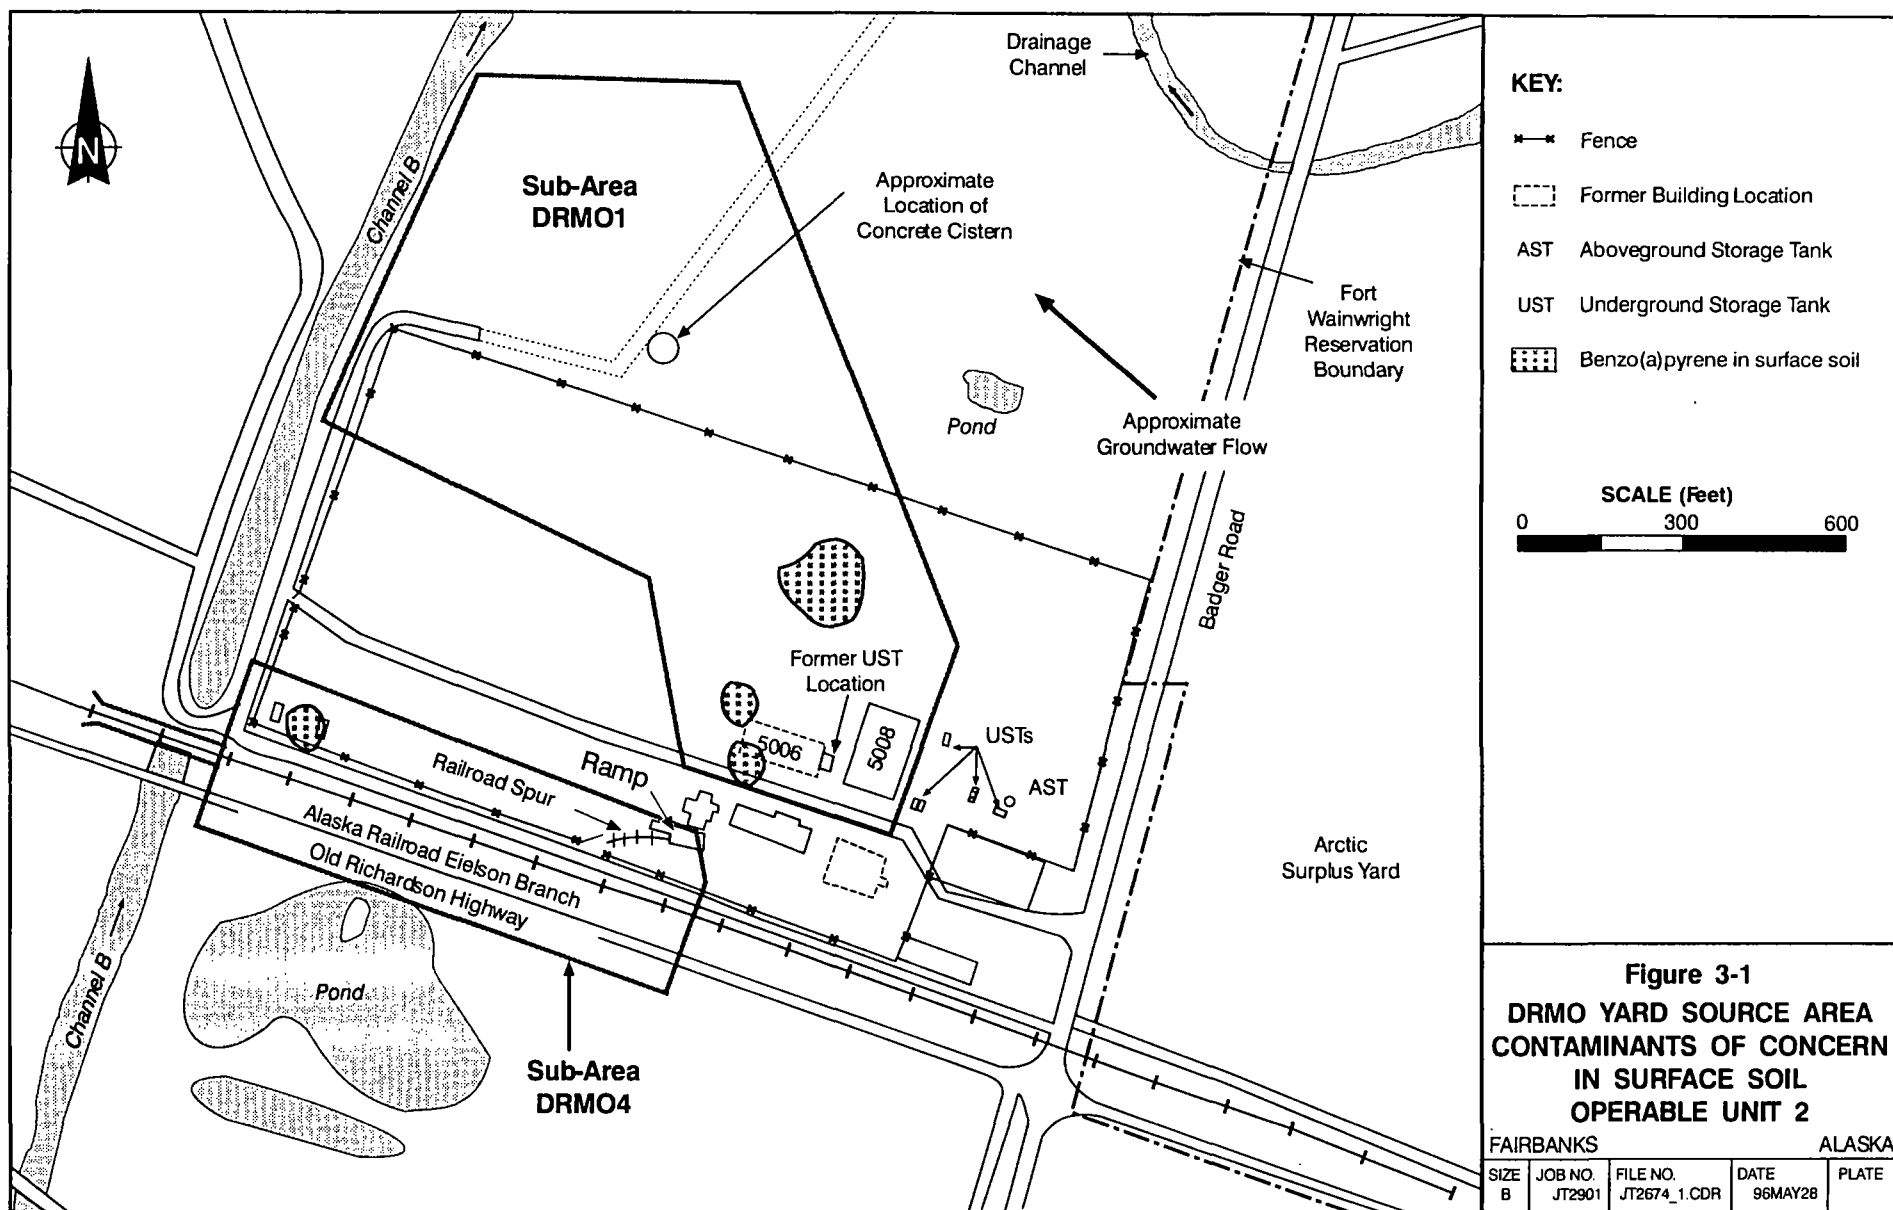 Drainage
Channel
N
Channel B
Sub-Area
DRMO1
Approximate
Location of
Concrete Cistern
Fort
Wainwright
Reservation
Boundary
Pond
Approximate
Groundwater Flow
Badger Road
Former UST
Location
5006
5008
USTs
AST
Ramp
Railroad Spur
Alaska Railroad Eielson Branch
Old Richardson Highway
Arctic
Surplus Yard
Channel B
Pond
Sub-Area
DRMO4
KEY:
Fence
Former Building Location
AST Aboveground Storage Tank
UST Underground Storage Tank
Benzo(a)pyrene in surface soil
SCALE (Feet)
0 300 600
Figure 3-1
DRMO YARD SOURCE AREA
CONTAMINANTS OF CONCERN
IN SURFACE SOIL
OPERABLE UNIT 2
FAIRBANKS ALASKA
SIZE JOB NO. FILE NO. DATE PLATE
B JT2901 JT2674_1.CDR 96MAY28